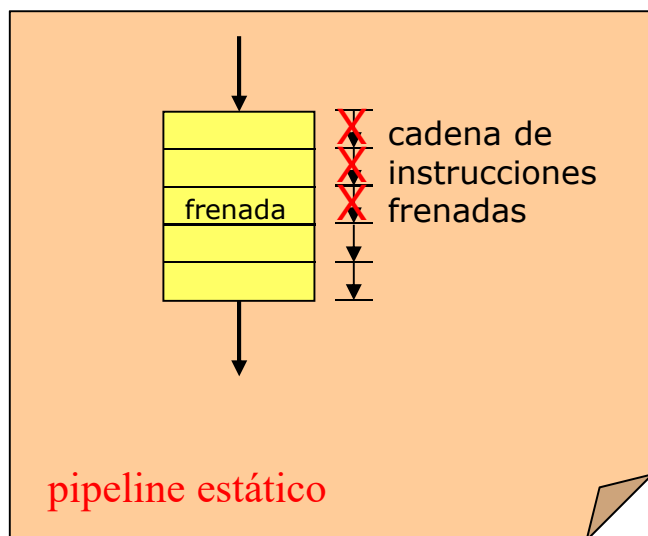 cadena de
instrucciones
frenada frenadas
pipeline estático